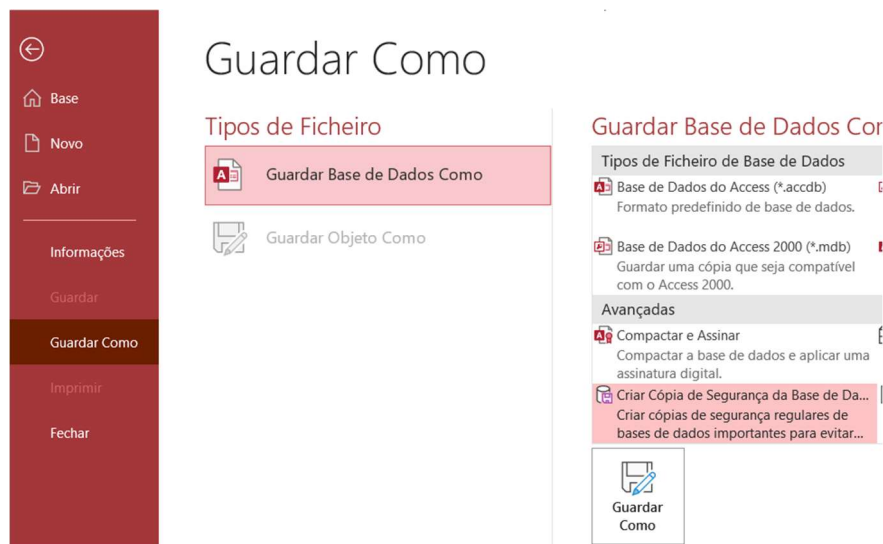 Guardar Como
Base
Novo
Abrir
Informações
Guardar
Guardar Como
Imprimir
Fechar
Tipos de Ficheiro
Guardar Base de Dados Como
Guardar Objeto Como
Guardar Base de Dados
Tipos de Ficheiro de Base de Dados
Base de Dados do Access (*.accdb)
Formato predefinido de base de dados.
Base de Dados do Access 2000 (*.mdb)
Guardar uma cópia que seja compatível
com o Access 2000.
Avançadas
Compactar e Assinar
Compactar a base de dados e aplicar uma
assinatura digital.
Criar Cópia de Segurança da Base de Da...
Criar cópias de segurança regulares de
bases de dados importantes para evitar...
Guardar
Como